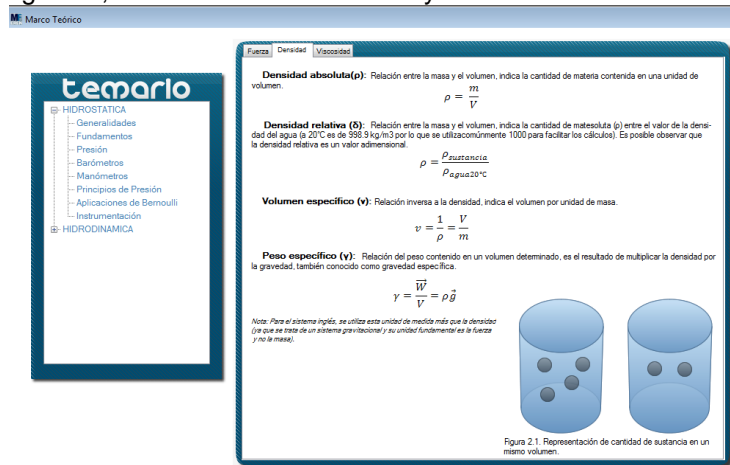 Marco Teórico
Fuerza Densidad Viscosidad
temario
HIDROSTATICA
Generalidades
Fundamentos
Presión
Barómetros
Manómetros
Principios de Presión
Aplicaciones de Bernoulli
Instrumentación
HIDRODINAMICA
Densidad absoluta(ρ): Relación entre la masa y el volumen, indica la cantidad de materia contenida en una unidad de
volumen.
ρ = m/V
Densidad relativa (δ): Relación entre la masa y el volumen, indica la cantidad de matesoluta (ρ) entre el valor de la densi-
dad del agua (a 20°C es de 998.9 kg/m3 por lo que se utilizacomúnmente 1000 para facilitar los cálculos). Es posible observar que
la densidad relativa es un valor adimensional.
ρ = ρsustancia/ρagua20°C
Volumen específico (v): Relación inversa a la densidad, indica el volumen por unidad de masa.
v = 1/ρ = V/m
Peso específico (γ): Relación del peso contenido en un volumen determinado, es el resultado de multiplicar la densidad por
la gravedad, también conocido como gravedad específica.
γ = W⃗/V = ρg⃗
Nota: Para el sistema inglés, se utiliza esta unidad de medida más que la densidad
(ya que se trata de un sistema gravitacional y su unidad fundamental es la fuerza
y no la masa).
Figura 2.1. Representación de cantidad de sustancia en un
mismo volumen.